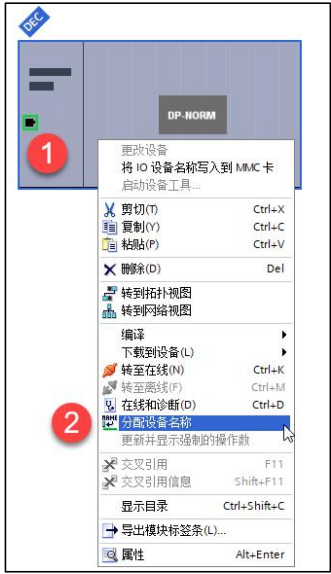 DEC
DP-NORM
1
更改设备
将 IO 设备名称写入到 MMC 卡
启动设备工具...
剪切(T) Ctrl+X
复制(Y) Ctrl+C
粘贴(P) Ctrl+V
删除(D) Del
转到拓扑视图
转到网络视图
编译
下载到设备(L)
转至在线(N) Ctrl+K
转至离线(F) Ctrl+M
在线和诊断(D) Ctrl+D
2
分配设备名称
更新并显示强制的操作数
交叉引用 F11
交叉引用信息 Shift+F11
显示目录 Ctrl+Shift+C
导出模块标签条(L)...
属性 Alt+Enter